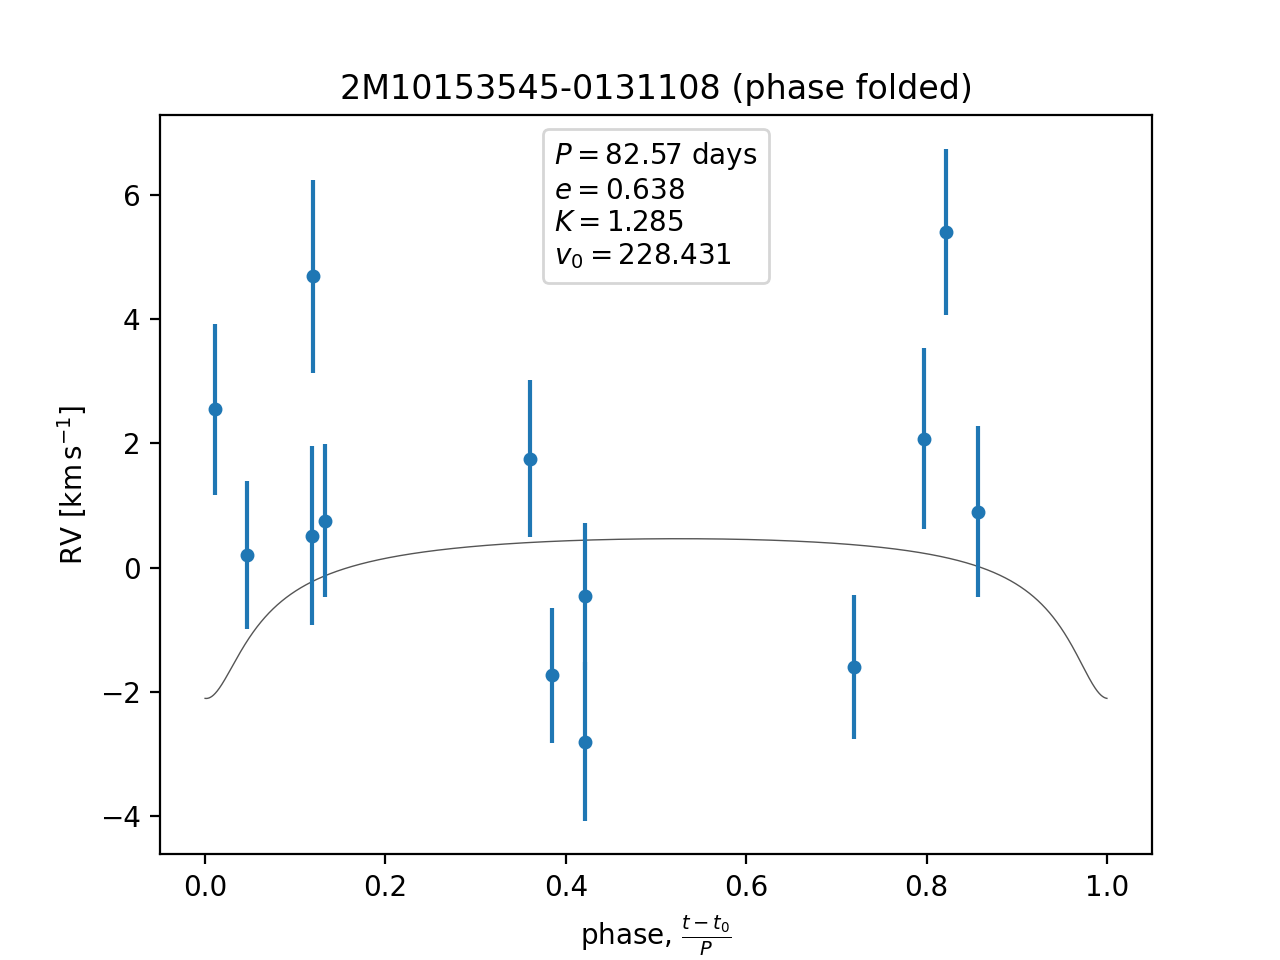 2M10153545-0131108 (phase folded)
P = 82.57 days
e = 0.638
K = 1.285
v₀ = 228.431
6
4
2
0
−2
−4
RV [km s⁻¹]
0.0 0.2 0.4 0.6 0.8 1.0
phase, (t − t₀)/P